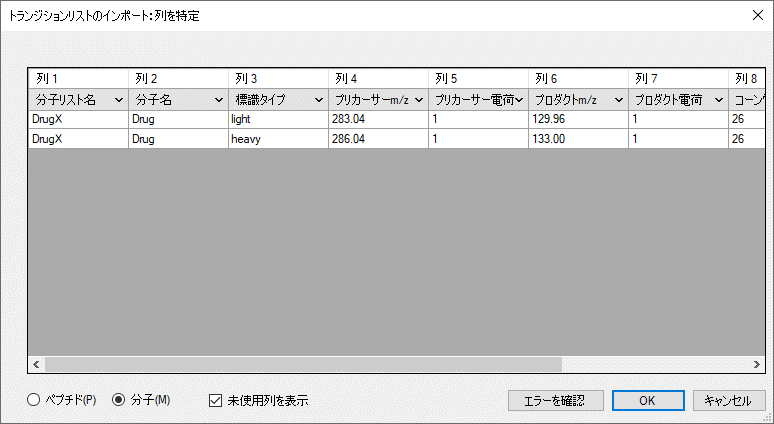 トランジションリストのインポート: 列を特定
列 1 列 2 列 3 列 4 列 5 列 6 列 7 列 8
分子リスト名 分子名 標識タイプ プリカーサーm/z プリカーサー電荷 プロダクトm/z プロダクト電荷 コーン
DrugX Drug light 283.04 1 129.96 1 26
DrugX Drug heavy 286.04 1 133.00 1 26
ペプチド(P) 分子(M) 未使用列を表示 エラーを確認 OK キャンセル